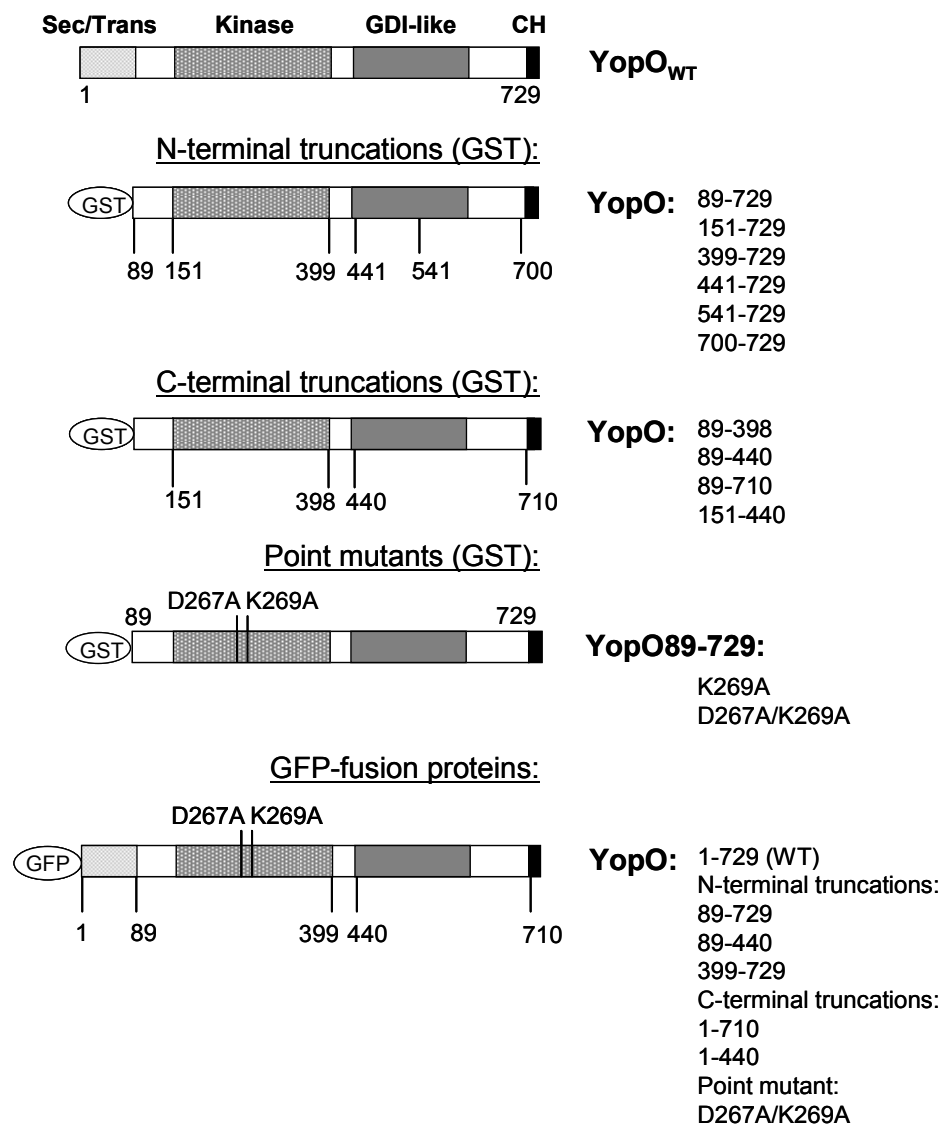 Sec/Trans Kinase GDI-like CH
YopOWT
1 729
N-terminal truncations (GST):
GST
YopO: 89-729
151-729
399-729
441-729
541-729
700-729
89 151 399 441 541 700
C-terminal truncations (GST):
GST
YopO: 89-398
89-440
89-710
151-440
151 398 440 710
Point mutants (GST):
D267A K269A
89 729
GST
YopO89-729:
K269A
D267A/K269A
GFP-fusion proteins:
D267A K269A
GFP
YopO: 1-729 (WT)
N-terminal truncations:
89-729
89-440
399-729
C-terminal truncations:
1-710
1-440
Point mutant:
D267A/K269A
1 89 399 440 710